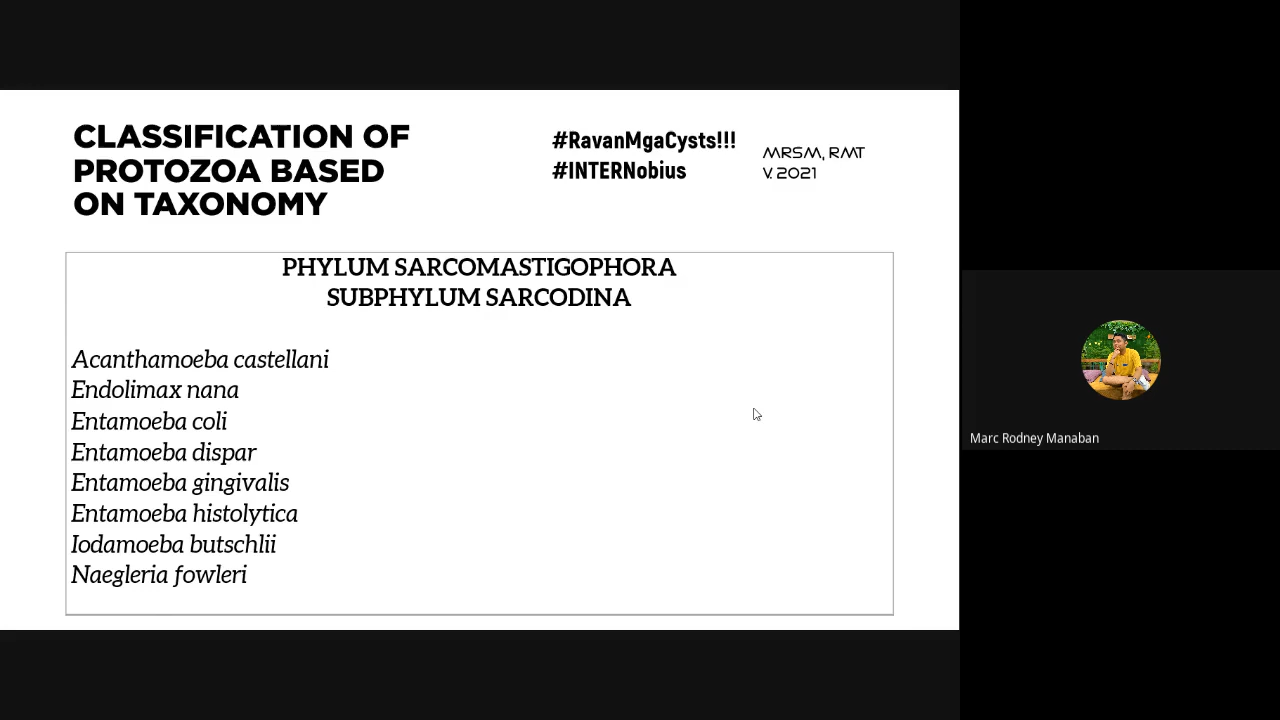 CLASSIFICATION OF
PROTOZOA BASED
ON TAXONOMY
#RavanMgaCysts!!!
#INTERNobius
MRSM, RMT
V. 2021
PHYLUM SARCOMASTIGOPHORA
SUBPHYLUM SARCODINA
Acanthamoeba castellani
Endolimax nana
Entamoeba coli
Entamoeba dispar
Entamoeba gingivalis
Entamoeba histolytica
Iodamoeba butschlii
Naegleria fowleri
Marc Rodney Manaban